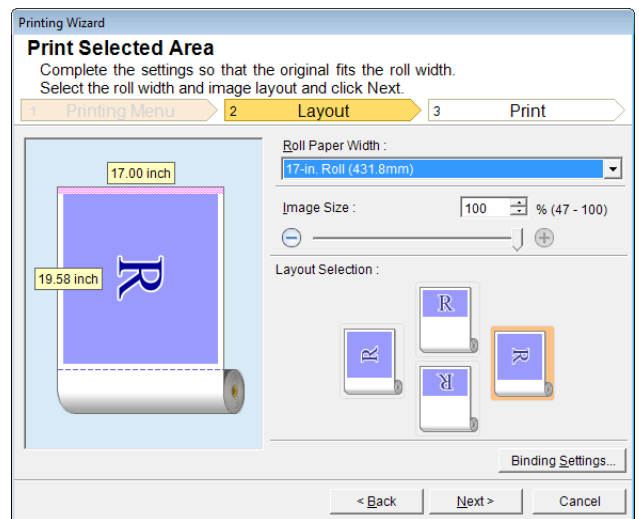 Printing Wizard
Print Selected Area
Complete the settings so that the original fits the roll width.
Select the roll width and image layout and click Next.
1 Printing Menu 2 Layout 3 Print
Roll Paper Width :
17-in. Roll (431.8mm)
17.00 inch
Image Size : 100 % (47 - 100)
19.58 inch
R
Layout Selection :
R
R
R
R
Binding Settings...
< Back Next > Cancel